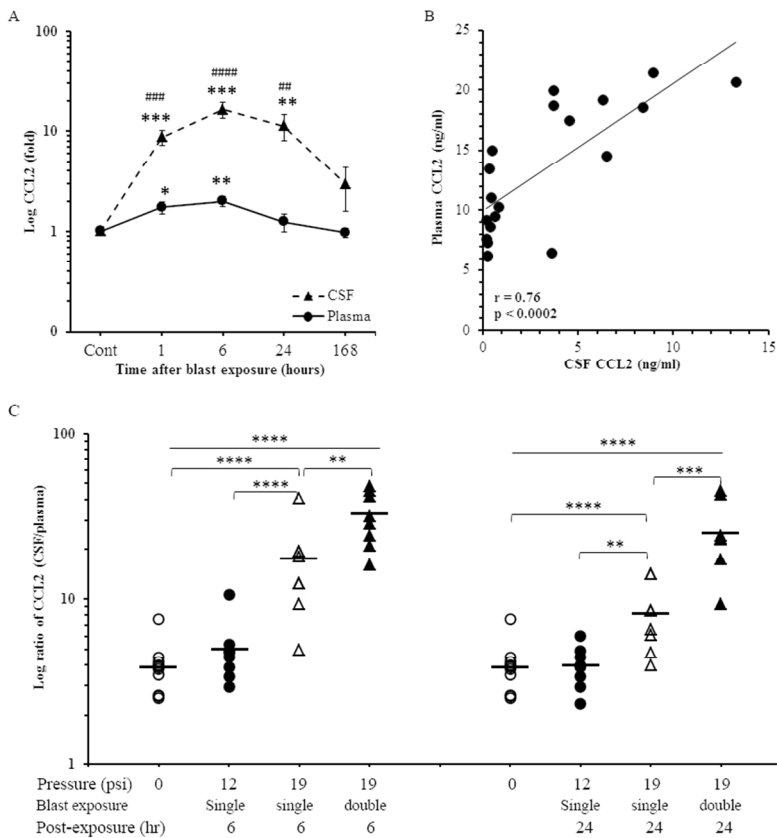 A
100
10
1
0
Log CCL2 (fold)
###
***
####
***
##
**
*
**
CSF
Plasma
Cont 1 6 24 168
Time after blast exposure (hours)
B
25
20
15
10
5
0
Plasma CCL2 (ng/ml)
r = 0.76
p < 0.0002
0 5 10 15
CSF CCL2 (ng/ml)
C
100
10
1
Log ratio of CCL2 (CSF/plasma)
****
**** **
****
****
***
****
**
Pressure (psi) 0 12 19 19 0 12 19 19
Blast exposure Single single double Single single double
Post-exposure (hr) 6 6 6 24 24 24